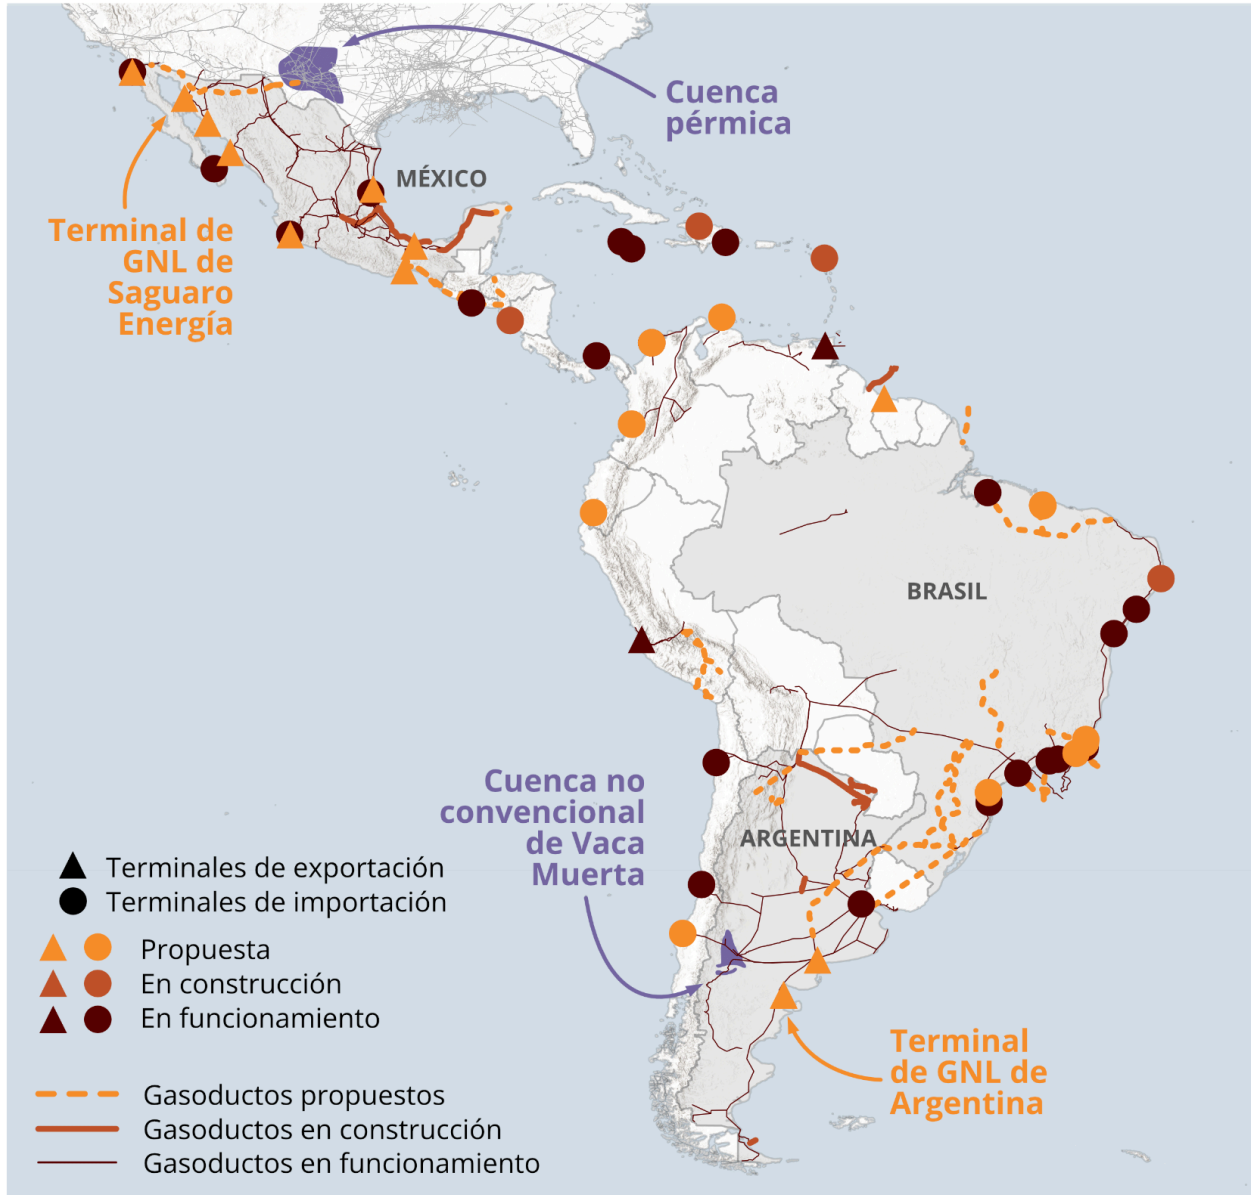 Cuenca
pérmica
MÉXICO
Terminal de
GNL de
Saguaro
Energía
BRASIL
Cuenca no
convencional
de Vaca
Muerta
ARGENTINA
Terminales de exportación
Terminales de importación
Propuesta
En construcción
En funcionamiento
Terminal
de GNL de
Argentina
Gasoductos propuestos
Gasoductos en construcción
Gasoductos en funcionamiento